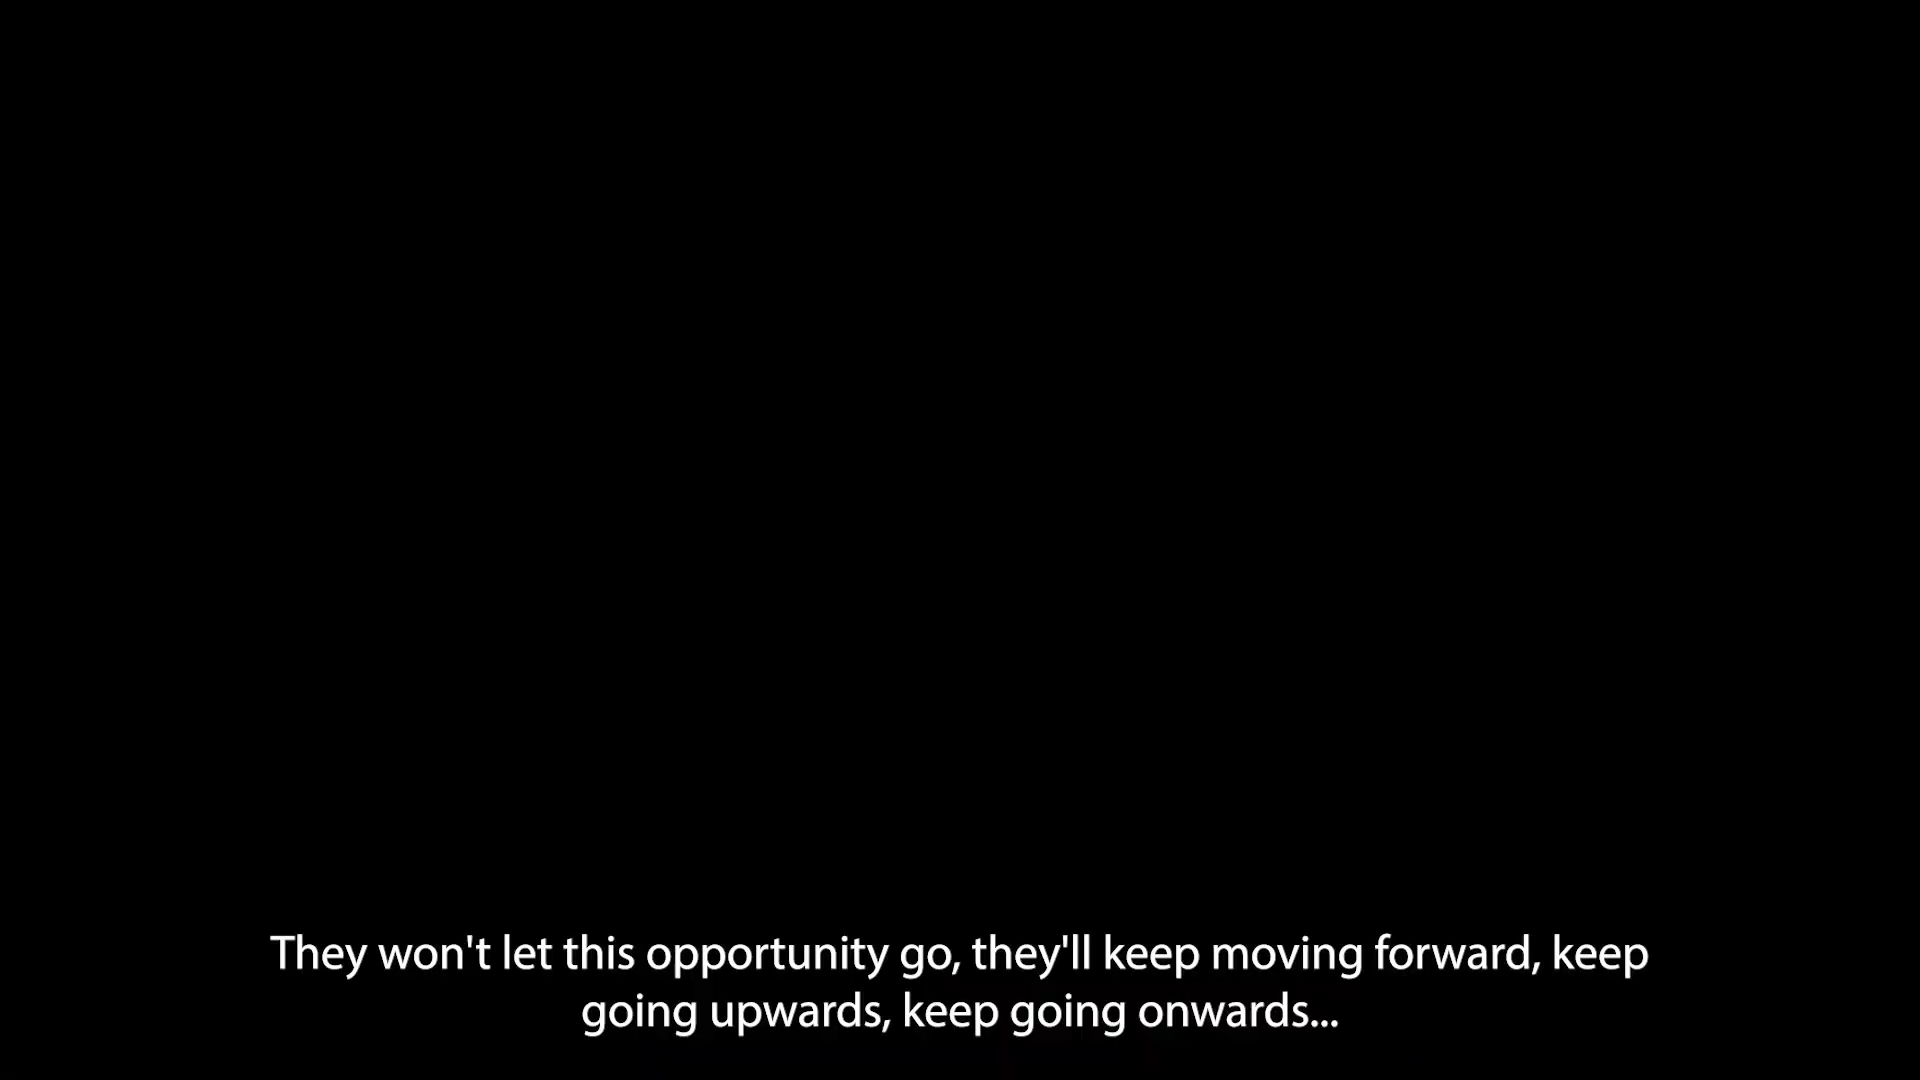 They won't let this opportunity go, they'll keep moving forward, keep
going upwards, keep going onwards...